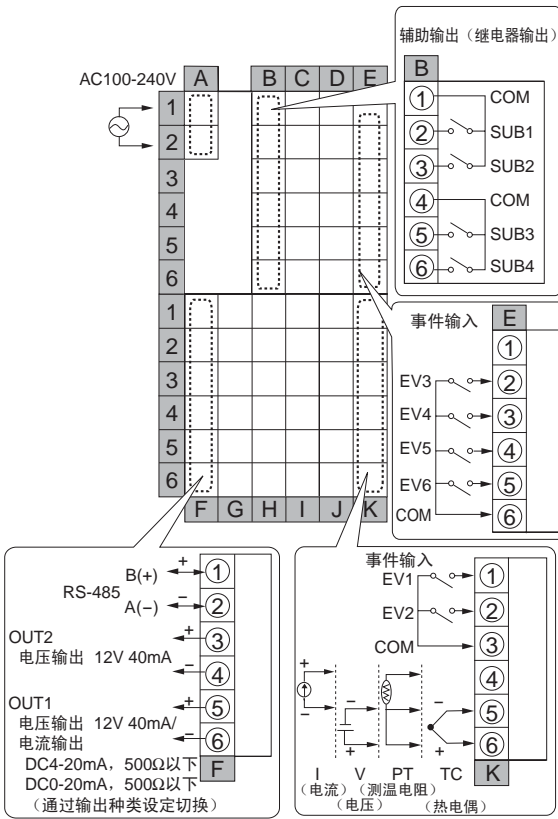 AC100-240V
A B C D E
1
2
3
4
5
6
1
2
3
4
5
6
F G H I J K
辅助输出（继电器输出）
B
① COM
② SUB1
③ SUB2
④ COM
⑤ SUB3
⑥ SUB4
事件输入 E
①
EV3 ②
EV4 ③
EV5 ④
EV6 ⑤
COM ⑥
B(+) + ①
RS-485
A(−) − ②
OUT2 + ③
电压输出 12V 40mA − ④
OUT1 + ⑤
电压输出 12V 40mA/
电流输出 − ⑥
DC4-20mA，500Ω以下 F
DC0-20mA，500Ω以下
（通过输出种类设定切换）
事件输入
EV1 ①
EV2 ②
COM ③
④
+ − − ⑤
− + + ⑥
I V PT TC K
（电流） （测温电阻）
（电压） （热电偶）